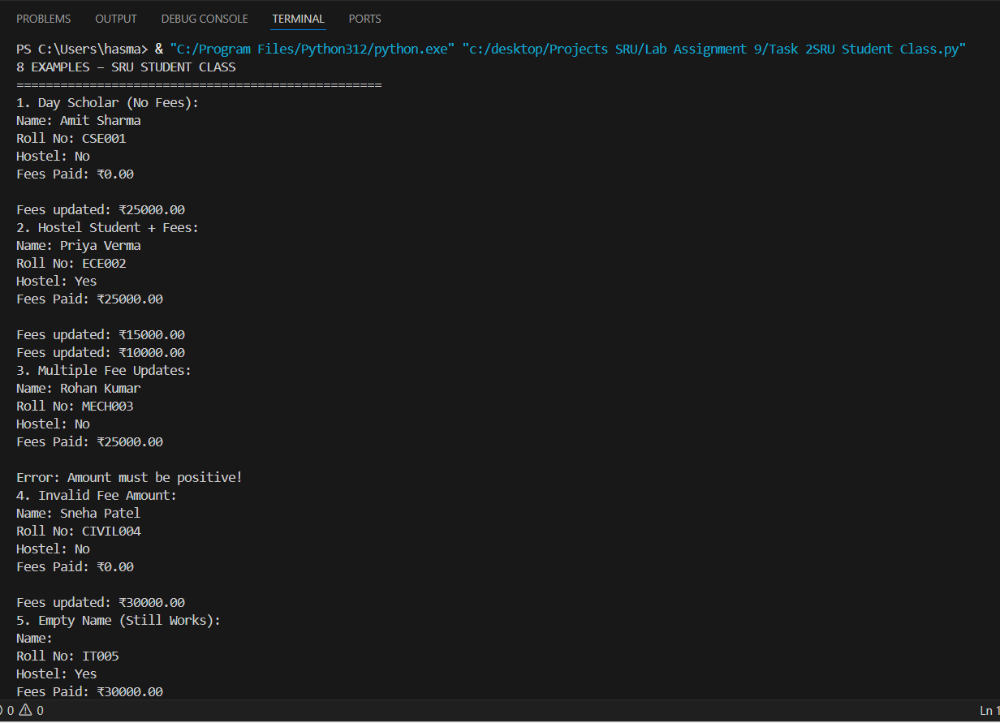 PROBLEMS OUTPUT DEBUG CONSOLE TERMINAL PORTS
PS C:\Users\hasma> & "C:/Program Files/Python312/python.exe" "c:/desktop/Projects SRU/Lab Assignment 9/Task 2SRU Student Class.py"
8 EXAMPLES – SRU STUDENT CLASS
==================================================
1. Day Scholar (No Fees):
Name: Amit Sharma
Roll No: CSE001
Hostel: No
Fees Paid: ₹0.00
Fees updated: ₹25000.00
2. Hostel Student + Fees:
Name: Priya Verma
Roll No: ECE002
Hostel: Yes
Fees Paid: ₹25000.00
Fees updated: ₹15000.00
Fees updated: ₹10000.00
3. Multiple Fee Updates:
Name: Rohan Kumar
Roll No: MECH003
Hostel: No
Fees Paid: ₹25000.00
Error: Amount must be positive!
4. Invalid Fee Amount:
Name: Sneha Patel
Roll No: CIVIL004
Hostel: No
Fees Paid: ₹0.00
Fees updated: ₹30000.00
5. Empty Name (Still Works):
Name:
Roll No: IT005
Hostel: Yes
Fees Paid: ₹30000.00
0 0 Ln 1